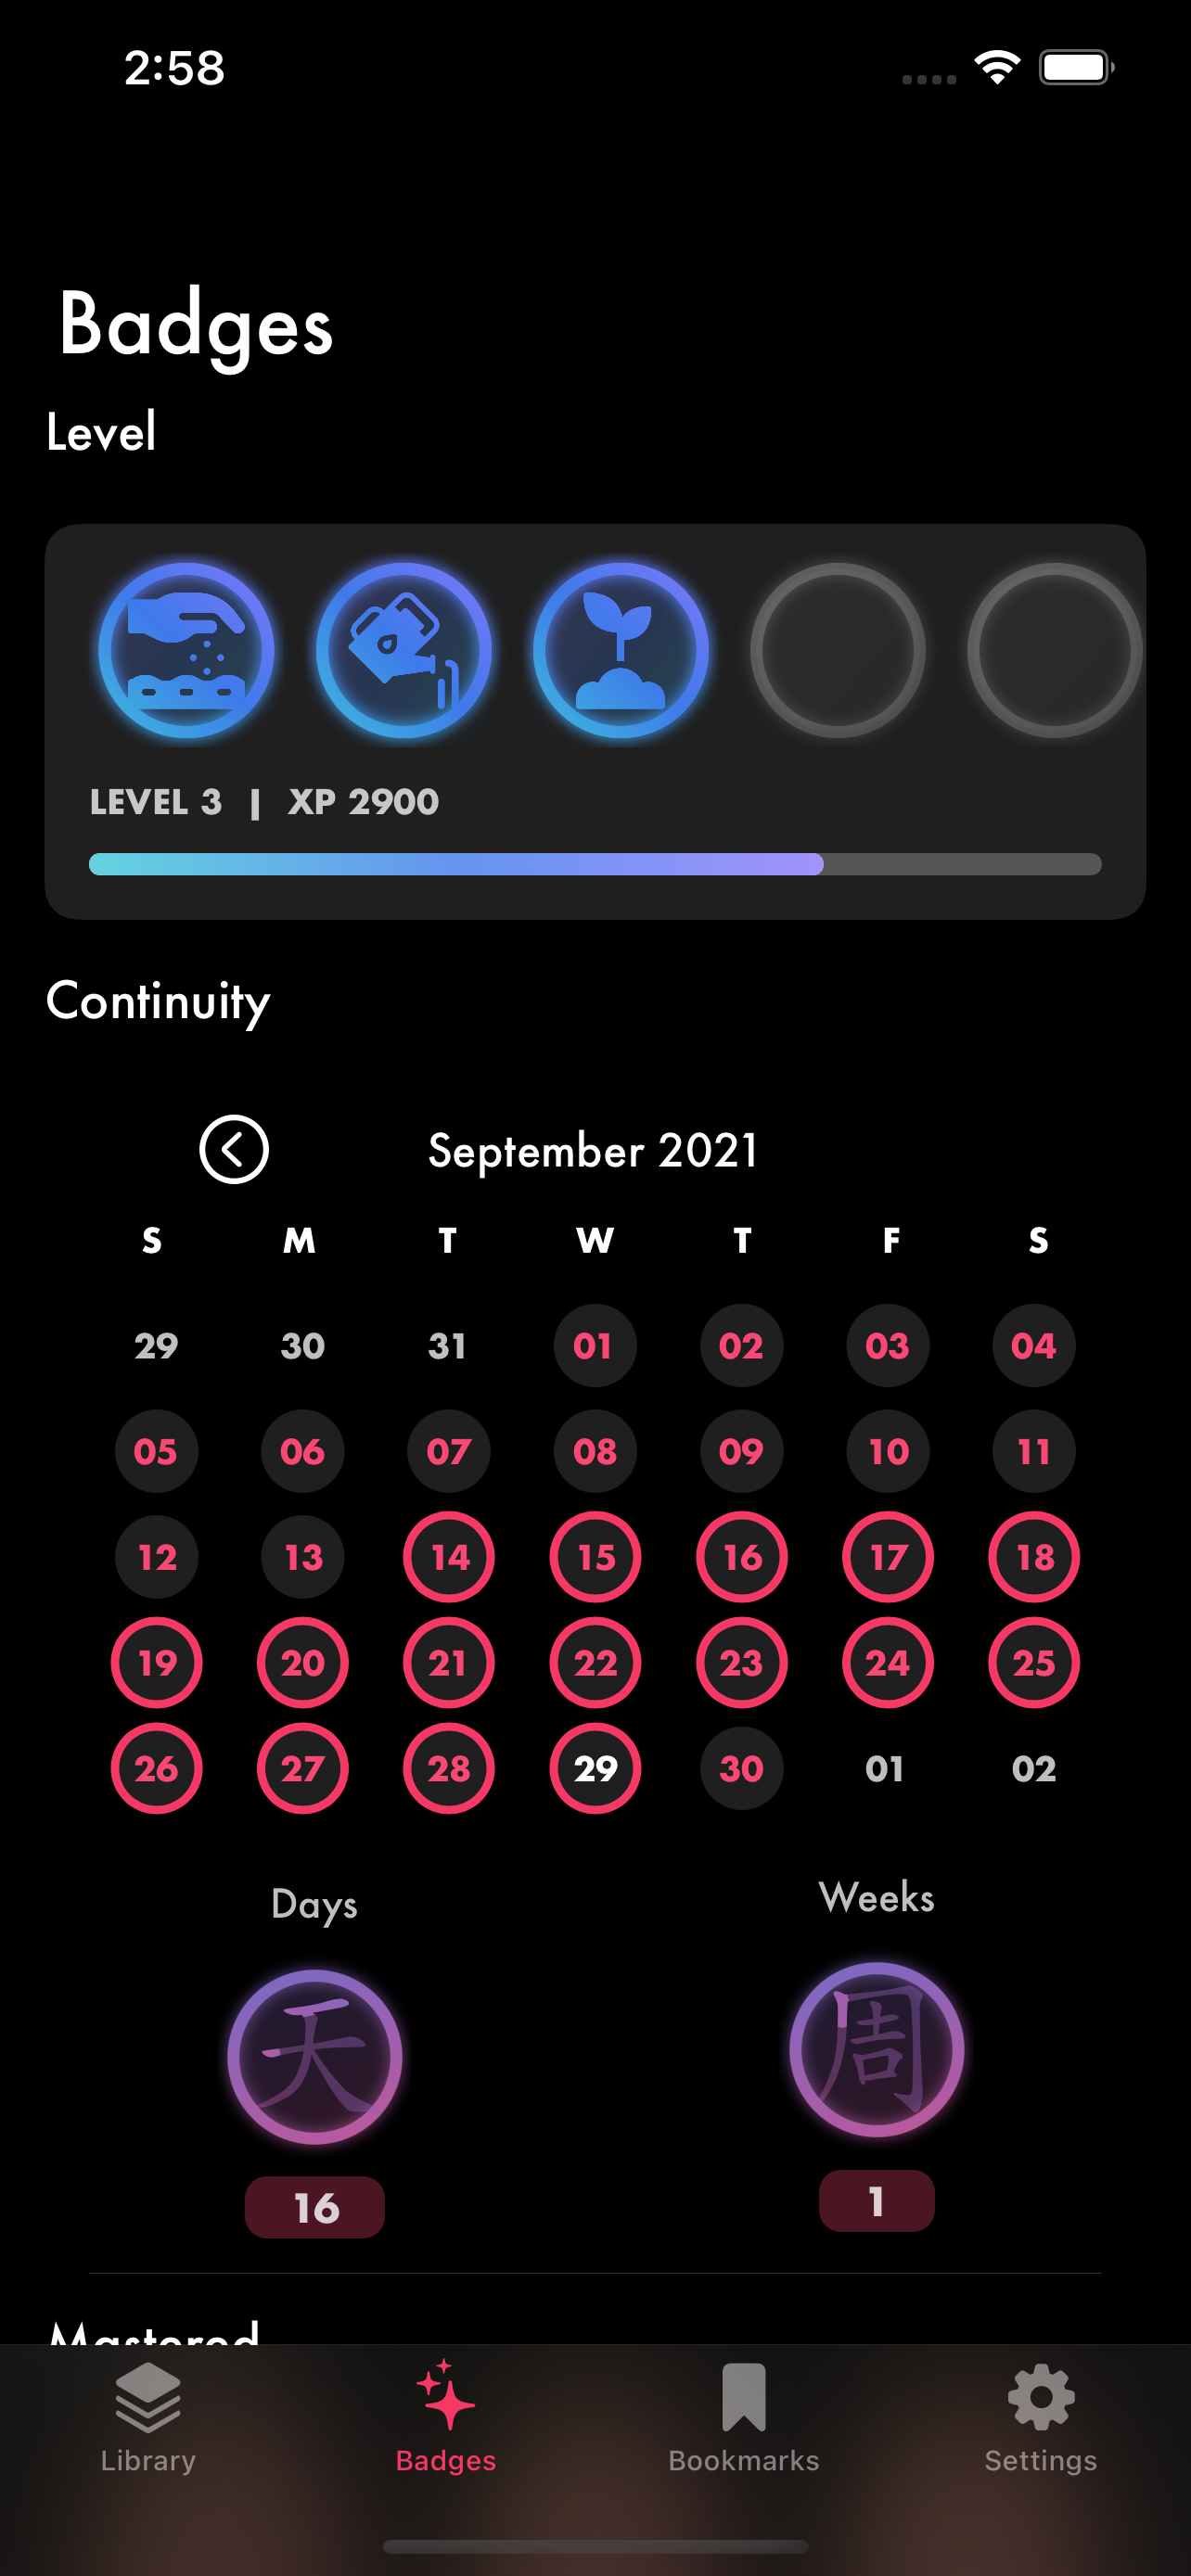 2:58
Badges
Level
LEVEL 3 | XP 2900
Continuity
September 2021
S M T W T F S
29 30 31 01 02 03 04
05 06 07 08 09 10 11
12 13 14 15 16 17 18
19 20 21 22 23 24 25
26 27 28 29 30 01 02
Days Weeks
天 周
16 1
Mastered
Library Badges Bookmarks Settings